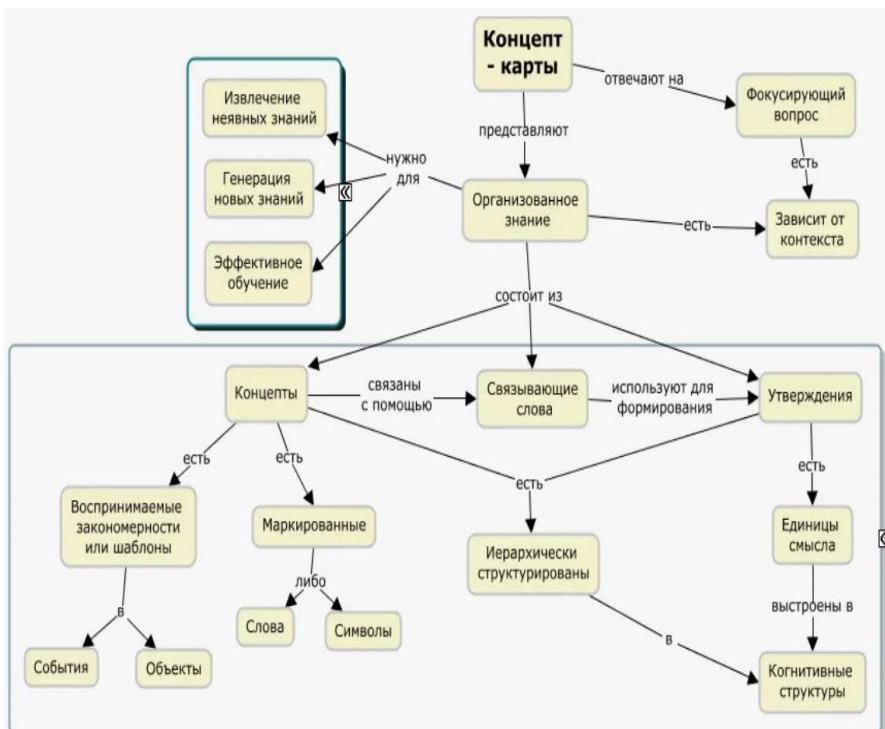 Концепт
- карты
отвечают на
Фокусирующий
вопрос
Извлечение
неявных знаний
представляют
нужно
для
есть
Генерация
новых знаний
Организованное
знание
есть
Зависит от
контекста
Эффективное
обучение
состоит из
Концепты
связаны
с помощью
Связывающие
слова
используют для
формирования
Утверждения
есть
есть
есть
есть
Воспринимаемые
закономерности
или шаблоны
Маркированные
Иерархически
структурированы
Единицы
смысла
либо
в
выстроены в
Слова
Символы
в
События
Объекты
Когнитивные
структуры